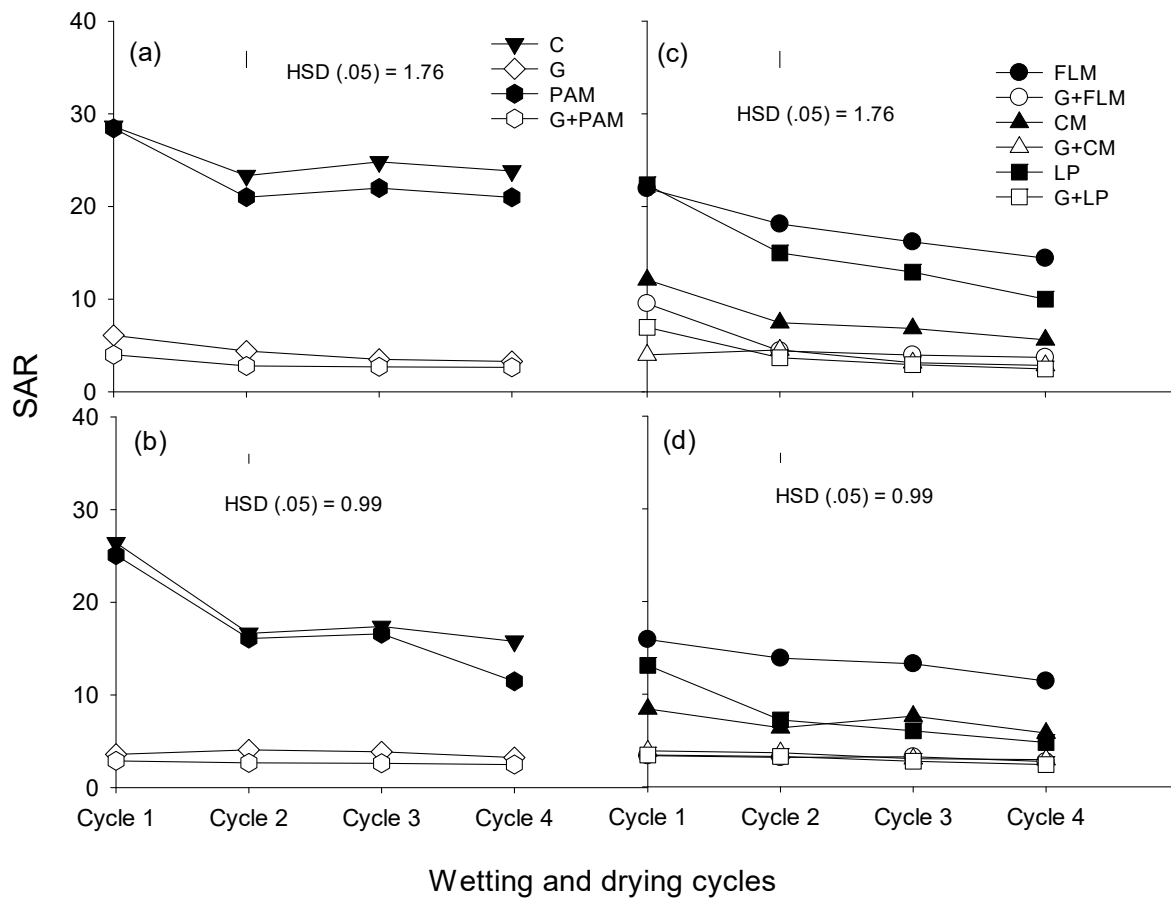 SAR
40
30
20
10
0
(a)
HSD (.05) = 1.76
C
G
PAM
G+PAM
(c)
HSD (.05) = 1.76
FLM
G+FLM
CM
G+CM
LP
G+LP
40
30
20
10
0
(b)
HSD (.05) = 0.99
(d)
HSD (.05) = 0.99
Cycle 1 Cycle 2 Cycle 3 Cycle 4 Cycle 1 Cycle 2 Cycle 3 Cycle 4
Wetting and drying cycles